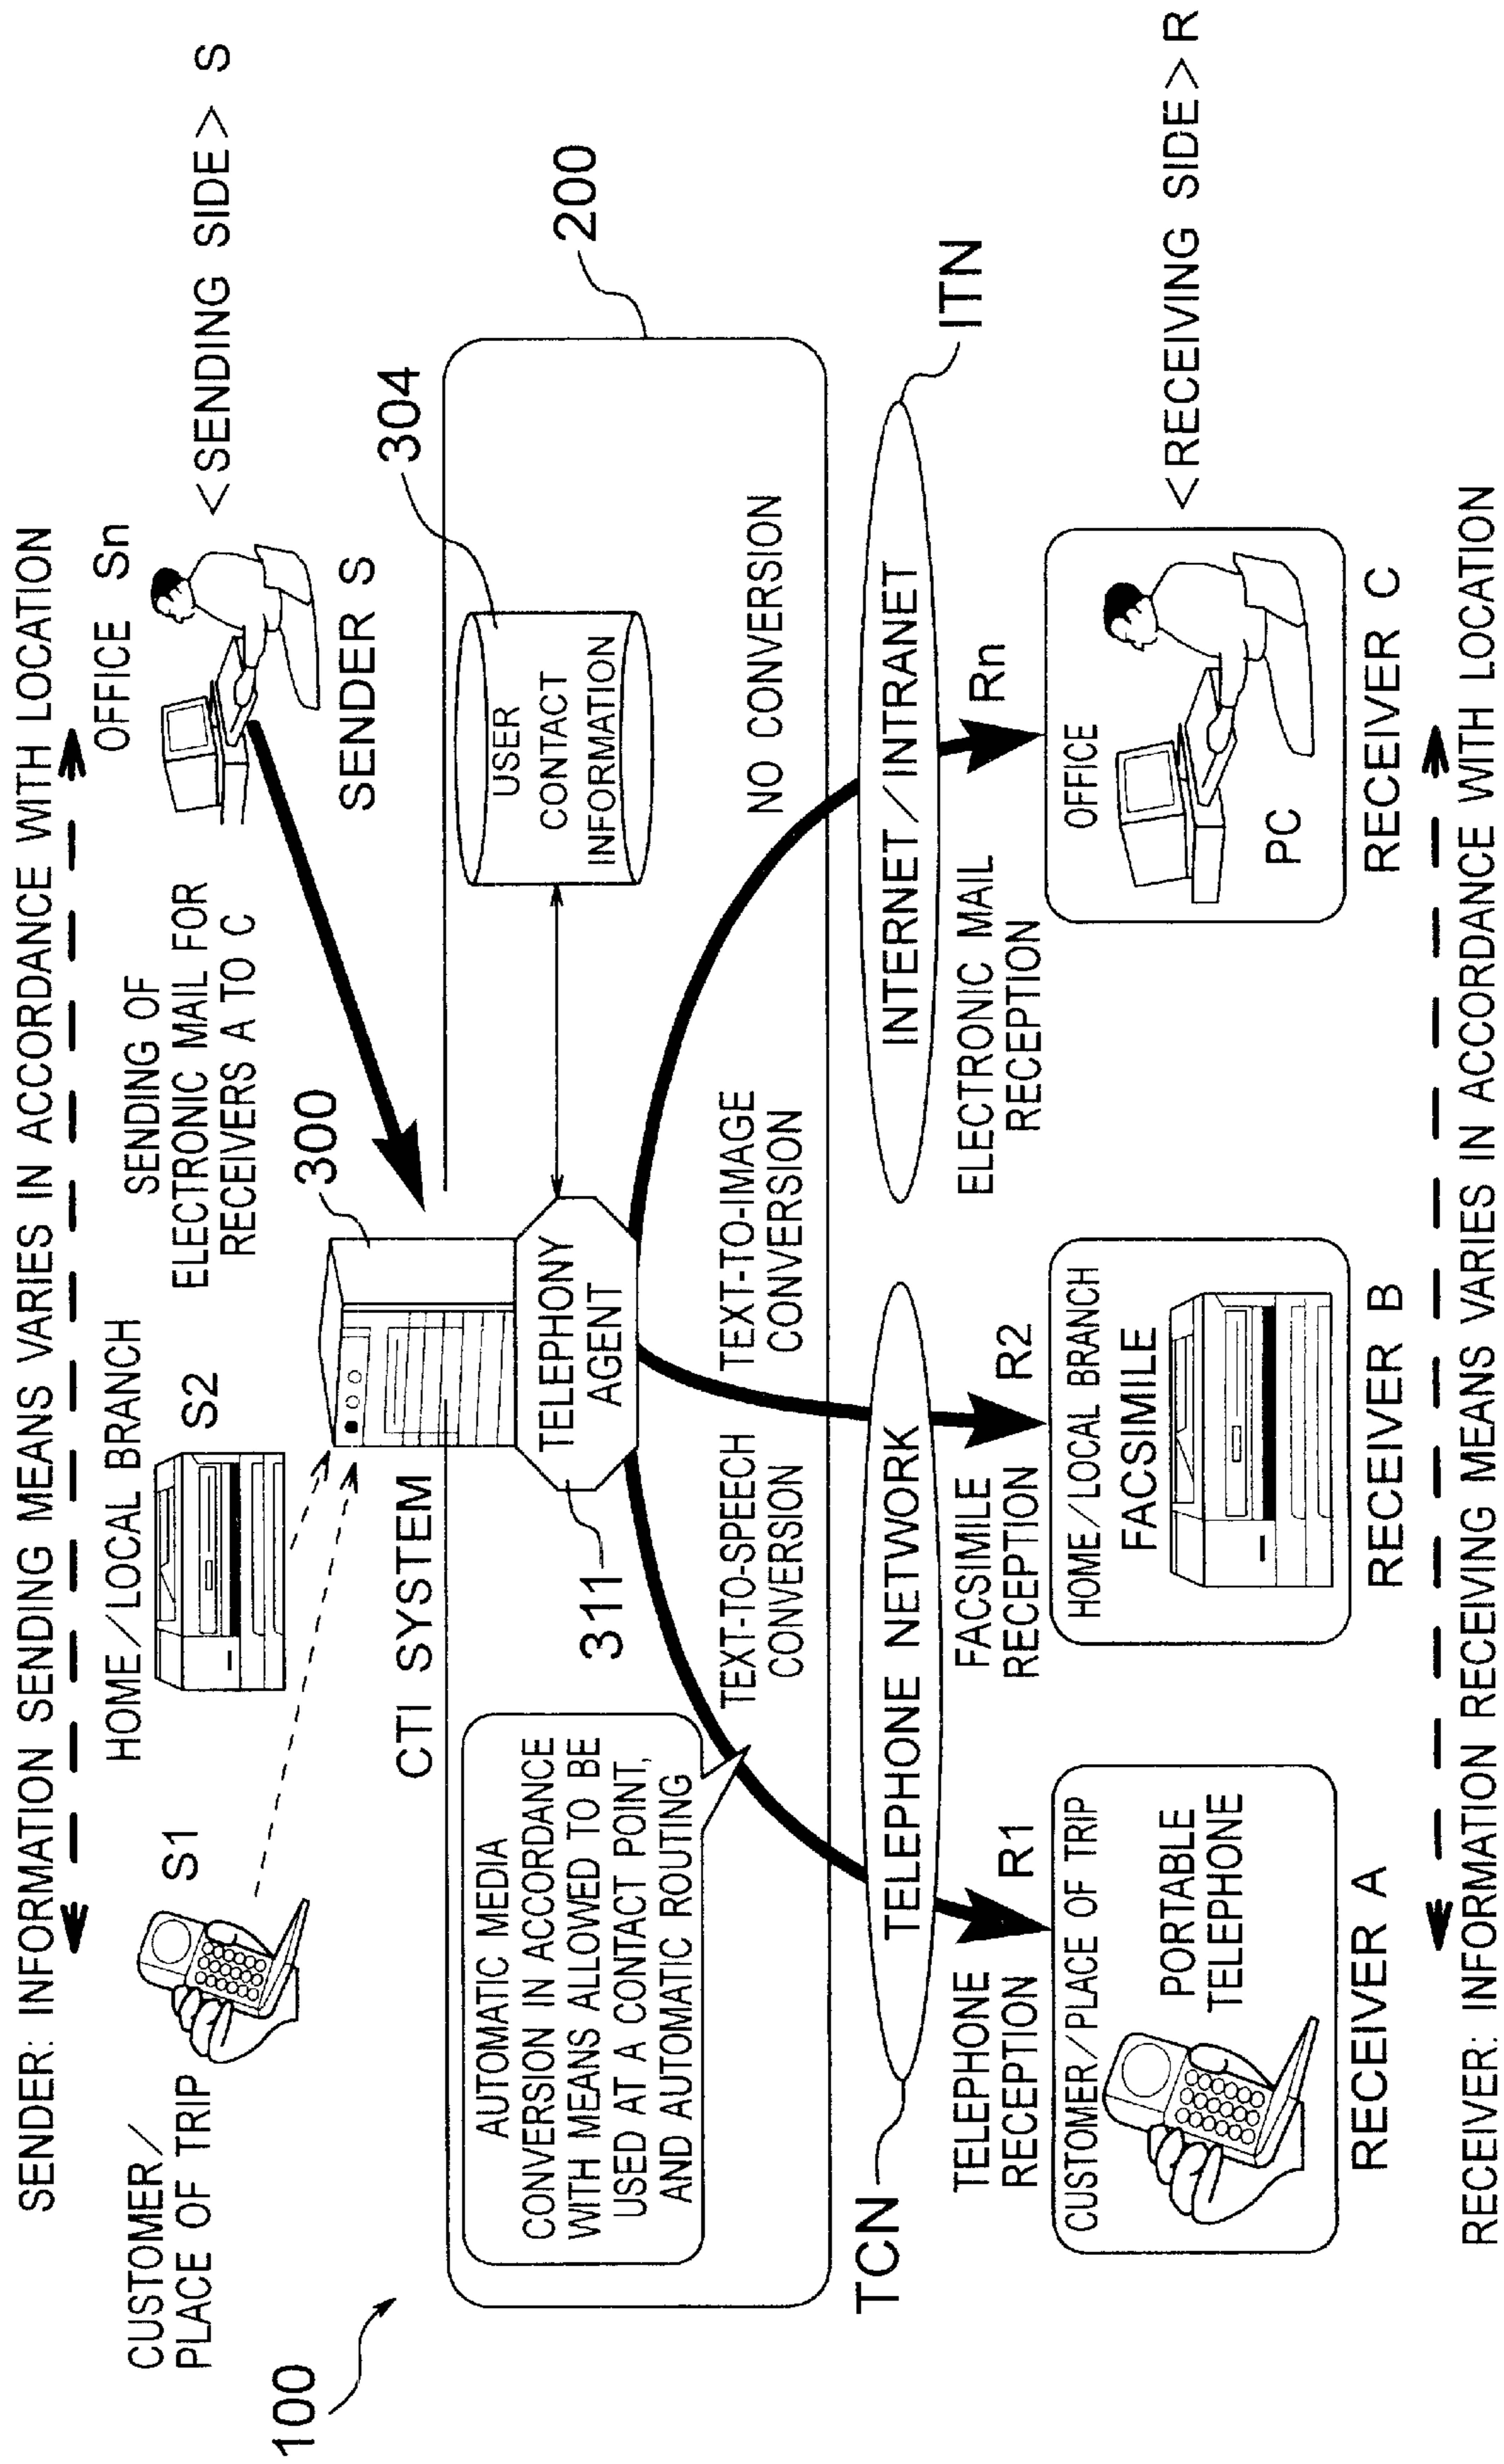 SENDER: INFORMATION SENDING MEANS VARIES IN ACCORDANCE WITH LOCATION
CUSTOMER/
PLACE OF TRIP
S1
HOME/LOCAL BRANCH
S2
SENDING OF
ELECTRONIC MAIL FOR
RECEIVERS A TO C
OFFICE Sn
<SENDING SIDE> S
SENDER S
100
CTI SYSTEM
300
304
200
AUTOMATIC MEDIA
CONVERSION IN ACCORDANCE
WITH MEANS ALLOWED TO BE
USED AT A CONTACT POINT,
AND AUTOMATIC ROUTING
311
TELEPHONY
AGENT
USER
CONTACT
INFORMATION
TEXT-TO-SPEECH
CONVERSION
TEXT-TO-IMAGE
CONVERSION
NO CONVERSION
TCN
TELEPHONE NETWORK
INTERNET/INTRANET
ITN
TELEPHONE
RECEPTION
R1
FACSIMILE
RECEPTION
R2
ELECTRONIC MAIL
RECEPTION
Rn
CUSTOMER/PLACE OF TRIP
PORTABLE
TELEPHONE
HOME/LOCAL BRANCH
FACSIMILE
OFFICE
PC
<RECEIVING SIDE> R
RECEIVER A
RECEIVER B
RECEIVER C
RECEIVER: INFORMATION RECEIVING MEANS VARIES IN ACCORDANCE WITH LOCATION